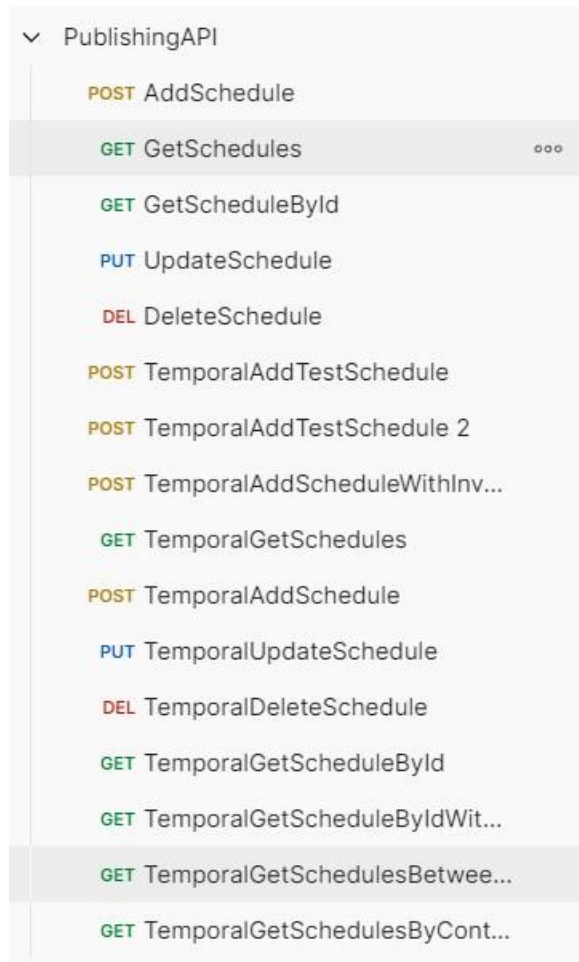 PublishingAPI
POST AddSchedule
GET GetSchedules
GET GetScheduleById
PUT UpdateSchedule
DEL DeleteSchedule
POST TemporalAddTestSchedule
POST TemporalAddTestSchedule 2
POST TemporalAddScheduleWithInv...
GET TemporalGetSchedules
POST TemporalAddSchedule
PUT TemporalUpdateSchedule
DEL TemporalDeleteSchedule
GET TemporalGetScheduleById
GET TemporalGetScheduleByIdWit...
GET TemporalGetSchedulesBetwee...
GET TemporalGetSchedulesByCont...